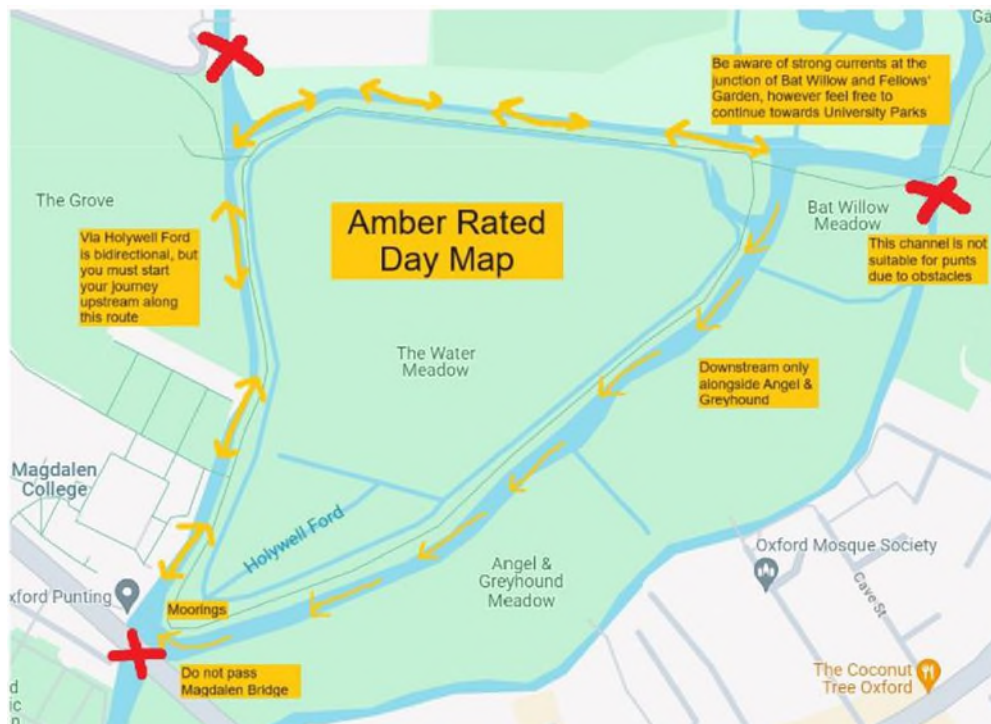 Ga
Be aware of strong currents at the
junction of Bat Willow and Fellows'
Garden, however feel free to
continue towards University Parks
The Grove
Amber Rated
Day Map
Bat Willow
Meadow
Via Holywell Ford
is bidirectional, but
you must start
your journey
upstream along
this route
This channel is not
suitable for punts
due to obstacles
The Water
Meadow
Downstream only
alongside Angel &
Greyhound
Magdalen
College
Holywell Ford
Angel &
Greyhound
Meadow
Oxford Mosque Society
Cave St
xford Punting
Moorings
Do not pass
Magdalen Bridge
The Coconut
Tree Oxford
d
ic
n